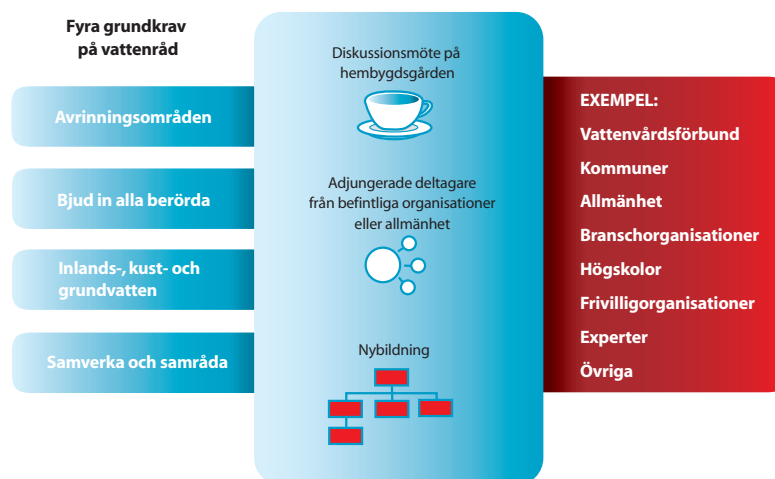 Fyra grundkrav
på vattenråd
Avrinningsområden
Bjud in alla berörda
Inlands-, kust- och
grundvatten
Samverka och samråda
Diskussionsmöte på
hembygdsgården
Adjungerade deltagare
från befintliga organisationer
eller allmänhet
Nybildning
EXEMPEL:
Vattenvårdsförbund
Kommuner
Allmänhet
Branschorganisationer
Högskolor
Frivilligorganisationer
Experter
Övriga